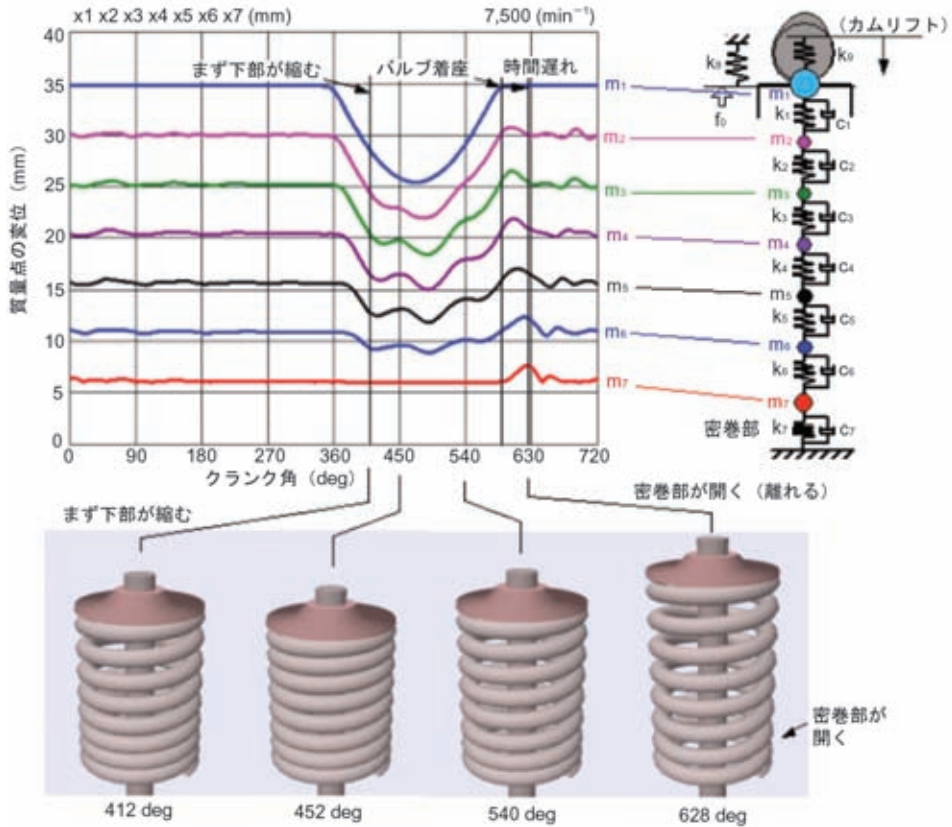 x1 x2 x3 x4 x5 x6 x7 (mm)
7,500 (min⁻¹)
(カムリフト)
質量点の変位 (mm)
40
35
30
25
20
15
10
5
0
まず下部が縮む
バルブ着座
時間遅れ
0 90 180 270 360 450 540 630 720
クランク角 (deg)
m₁
m₂
m₃
m₄
m₅
m₆
m₇
k₈
k₉
f₀
m₁
k₁ c₁
m₂
k₂ c₂
m₃
k₃ c₃
m₄
k₄ c₄
m₅
k₅ c₅
m₆
k₆ c₆
m₇
密巻部 k₇ c₇
まず下部が縮む
密巻部が開く(離れる)
密巻部が
開く
412 deg
452 deg
540 deg
628 deg